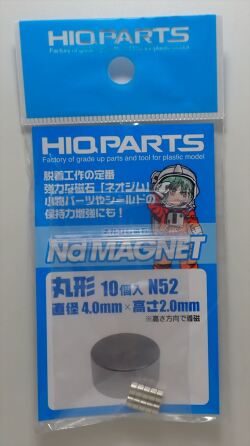 HIQPARTS
Factory of grade up parts and tool for plastic model
HIQPARTS
Factory of grade up parts and tool for plastic model
脱着工作の定番
強力な磁石「ネオジム」
小物パーツやシールドの
保持力増強にも!
Nd MAGNET
丸形 10個入 N52
直径4.0mm×高さ2.0mm
※高さ方向で着磁